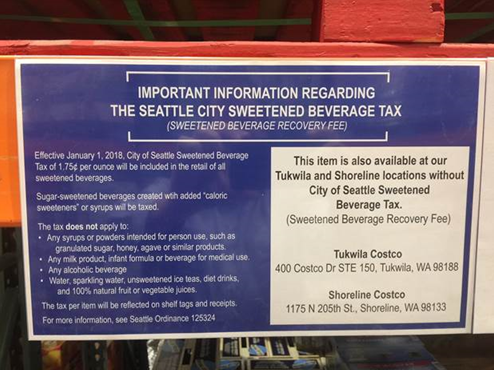 IMPORTANT INFORMATION REGARDING
THE SEATTLE CITY SWEETENED BEVERAGE TAX
(SWEETENED BEVERAGE RECOVERY FEE)
Effective January 1, 2018, City of Seattle Sweetened Beverage
Tax of 1.75¢ per ounce will be included in the retail of all
sweetened beverages.
Sugar-sweetened beverages created wtih added "caloric
sweeteners" or syrups will be taxed.
The tax does not apply to:
• Any syrups or powders intended for person use, such as
granulated sugar, honey, agave or similar products.
• Any milk product, infant formula or beverage for medical use.
• Any alcoholic beverage
• Water, sparkling water, unsweetened ice teas, diet drinks,
and 100% natural fruit or vegetable juices.
The tax per item will be reflected on shelf tags and receipts.
For more information, see Seattle Ordinance 125324
This item is also available at our
Tukwila and Shoreline locations without
City of Seattle Sweetened
Beverage Tax.
(Sweetened Beverage Recovery Fee)
Tukwila Costco
400 Costco Dr STE 150, Tukwila, WA 98188
Shoreline Costco
1175 N 205th St., Shoreline, WA 98133